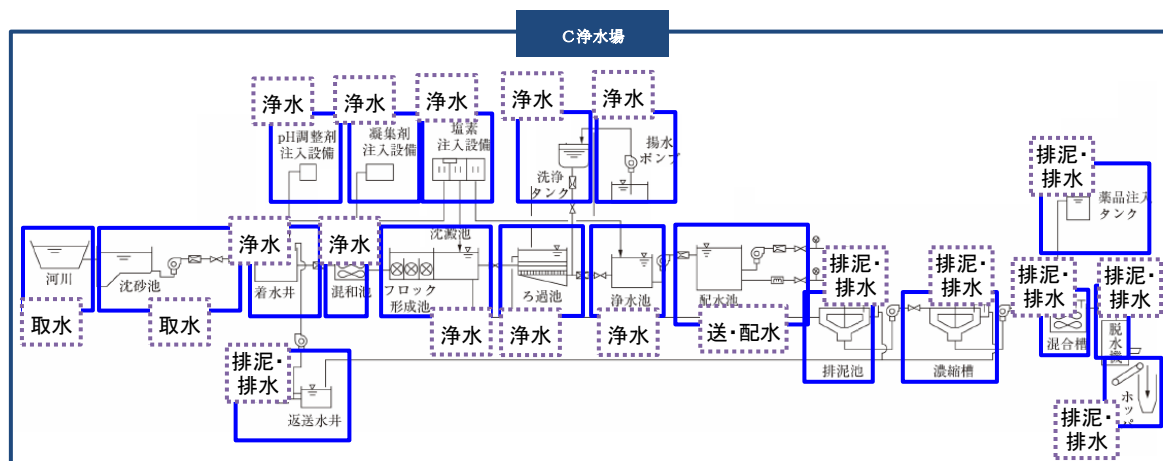 C浄水場
浄水
浄水
浄水
浄水
浄水
pH調整剤
注入設備
凝集剤
注入設備
塩素
注入設備
洗浄
タンク
揚水
ポンプ
排泥・
排水
薬品注入
タンク
河川
取水
沈砂池
取水
浄水
着水井
浄水
混和池
沈澱池
フロック
形成池
浄水
ろ過池
浄水
浄水池
浄水
配水池
送・配水
排泥・
排水
排泥池
排泥・
排水
濃縮槽
排泥・
排水
混合槽
排泥・
排水
脱水機
ホッパ
排泥・
排水
排泥・
排水
返送水井